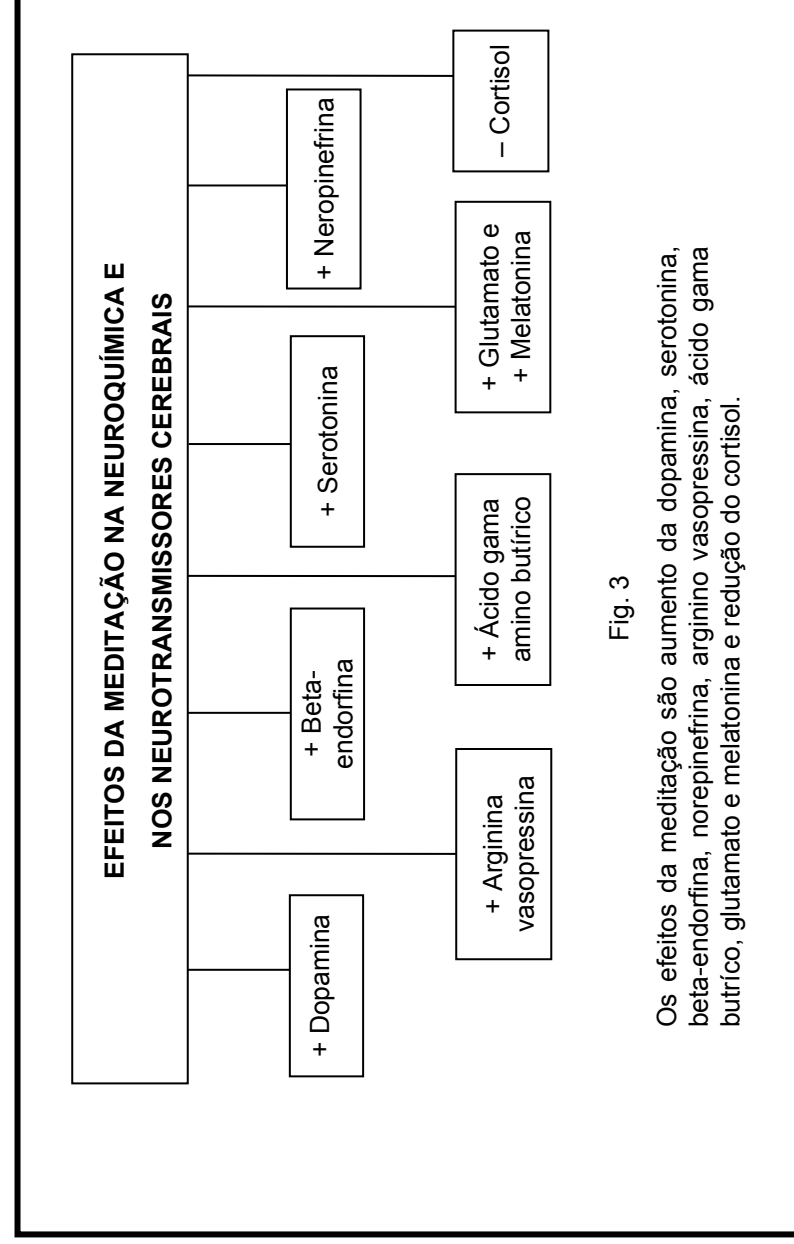 EFEITOS DA MEDITAÇÃO NA NEUROQUÍMICA E
NOS NEUROTRANSMISSORES CEREBRAIS
+ Dopamina
+ Beta-
endorfina
+ Serotonina
+ Neropinefrina
+ Arginina
vasopressina
+ Ácido gama
amino butírico
+ Glutamato e
+ Melatonina
– Cortisol
Fig. 3
Os efeitos da meditação são aumento da dopamina, serotonina,
beta-endorfina, norepinefrina, arginino vasopressina, ácido gama
butríco, glutamato e melatonina e redução do cortisol.